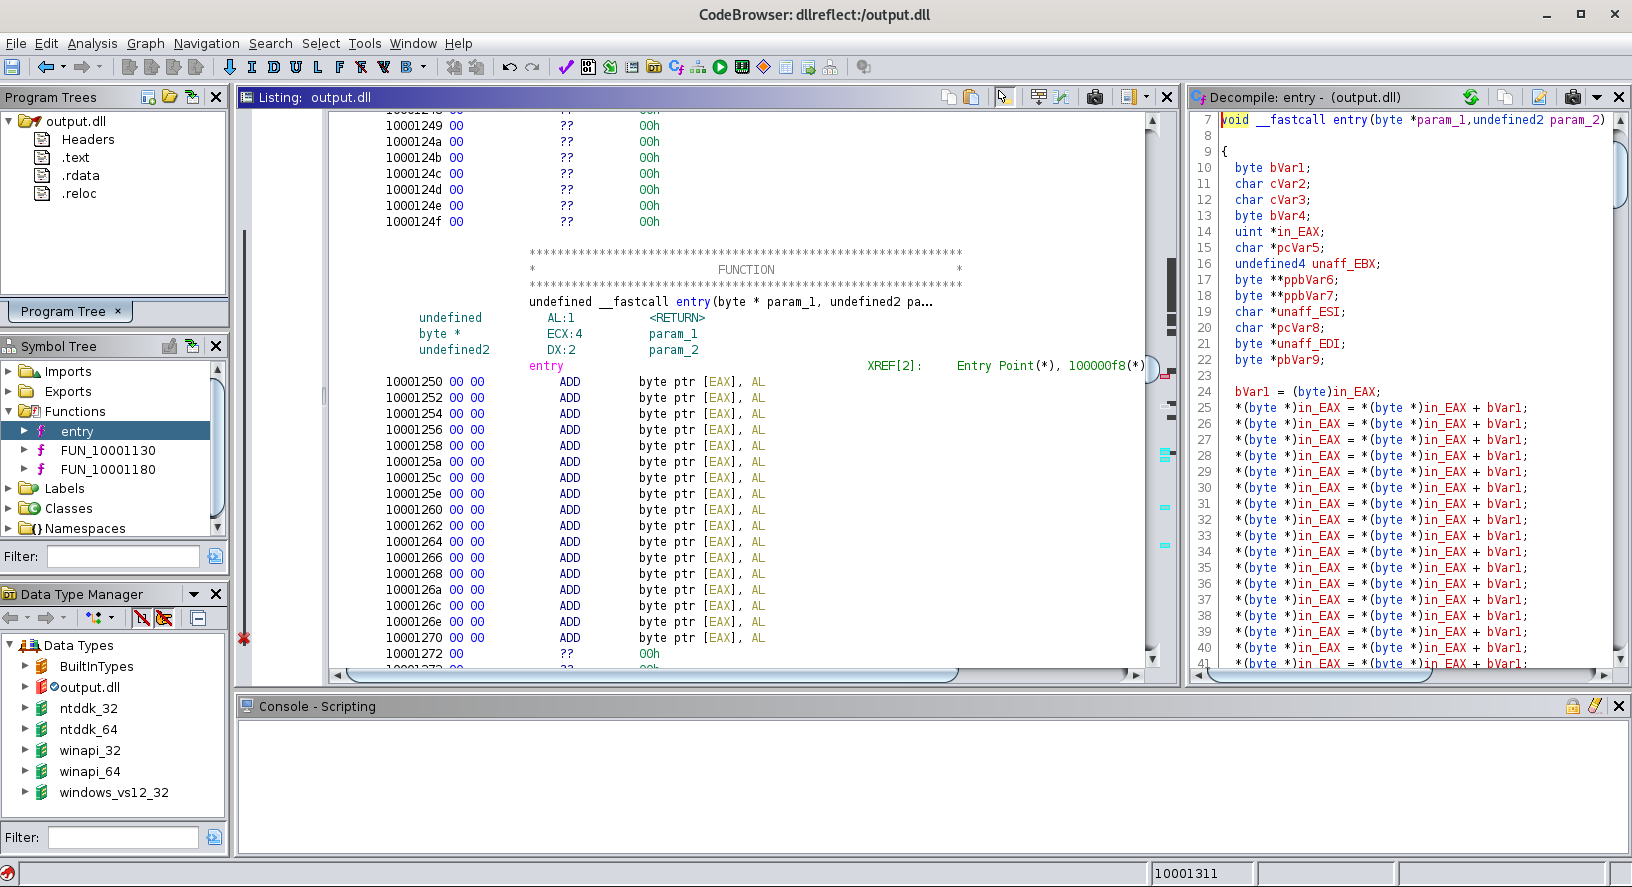 CodeBrowser: dllreflect:/output.dll
File Edit Analysis Graph Navigation Search Select Tools Window Help
I D U L F F V B
Program Trees
output.dll
Headers
.text
.rdata
.reloc
Program Tree ×
Symbol Tree
Imports
Exports
Functions
entry
FUN_10001130
FUN_10001180
Labels
Classes
Namespaces
Filter:
Data Type Manager
Data Types
BuiltInTypes
output.dll
ntddk_32
ntddk_64
winapi_32
winapi_64
windows_vs12_32
Filter:
Listing: output.dll
10001249 00 ?? 00h
1000124a 00 ?? 00h
1000124b 00 ?? 00h
1000124c 00 ?? 00h
1000124d 00 ?? 00h
1000124e 00 ?? 00h
1000124f 00 ?? 00h
**************************************************************
* FUNCTION *
**************************************************************
undefined __fastcall entry(byte * param_1, undefined2 pa...
undefined AL:1 <RETURN>
byte * ECX:4 param_1
undefined2 DX:2 param_2
entry XREF[2]: Entry Point(*), 100000f8(*)
10001250 00 00 ADD byte ptr [EAX], AL
10001252 00 00 ADD byte ptr [EAX], AL
10001254 00 00 ADD byte ptr [EAX], AL
10001256 00 00 ADD byte ptr [EAX], AL
10001258 00 00 ADD byte ptr [EAX], AL
1000125a 00 00 ADD byte ptr [EAX], AL
1000125c 00 00 ADD byte ptr [EAX], AL
1000125e 00 00 ADD byte ptr [EAX], AL
10001260 00 00 ADD byte ptr [EAX], AL
10001262 00 00 ADD byte ptr [EAX], AL
10001264 00 00 ADD byte ptr [EAX], AL
10001266 00 00 ADD byte ptr [EAX], AL
10001268 00 00 ADD byte ptr [EAX], AL
1000126a 00 00 ADD byte ptr [EAX], AL
1000126c 00 00 ADD byte ptr [EAX], AL
1000126e 00 00 ADD byte ptr [EAX], AL
10001270 00 00 ADD byte ptr [EAX], AL
10001272 00 ?? 00h
Decompile: entry - (output.dll)
7 void __fastcall entry(byte *param_1,undefined2 param_2)
8
9 {
10 byte bVar1;
11 char cVar2;
12 char cVar3;
13 byte bVar4;
14 uint *in_EAX;
15 char *pcVar5;
16 undefined4 unaff_EBX;
17 byte **ppbVar6;
18 byte **ppbVar7;
19 char *unaff_ESI;
20 char *pcVar8;
21 byte *unaff_EDI;
22 byte *pbVar9;
23
24 bVar1 = (byte)in_EAX;
25 *(byte *)in_EAX = *(byte *)in_EAX + bVar1;
26 *(byte *)in_EAX = *(byte *)in_EAX + bVar1;
27 *(byte *)in_EAX = *(byte *)in_EAX + bVar1;
28 *(byte *)in_EAX = *(byte *)in_EAX + bVar1;
29 *(byte *)in_EAX = *(byte *)in_EAX + bVar1;
30 *(byte *)in_EAX = *(byte *)in_EAX + bVar1;
31 *(byte *)in_EAX = *(byte *)in_EAX + bVar1;
32 *(byte *)in_EAX = *(byte *)in_EAX + bVar1;
33 *(byte *)in_EAX = *(byte *)in_EAX + bVar1;
34 *(byte *)in_EAX = *(byte *)in_EAX + bVar1;
35 *(byte *)in_EAX = *(byte *)in_EAX + bVar1;
36 *(byte *)in_EAX = *(byte *)in_EAX + bVar1;
37 *(byte *)in_EAX = *(byte *)in_EAX + bVar1;
38 *(byte *)in_EAX = *(byte *)in_EAX + bVar1;
39 *(byte *)in_EAX = *(byte *)in_EAX + bVar1;
40 *(byte *)in_EAX = *(byte *)in_EAX + bVar1;
41 *(byte *)in_EAX = *(byte *)in_EAX + bVar1;
Console - Scripting
10001311